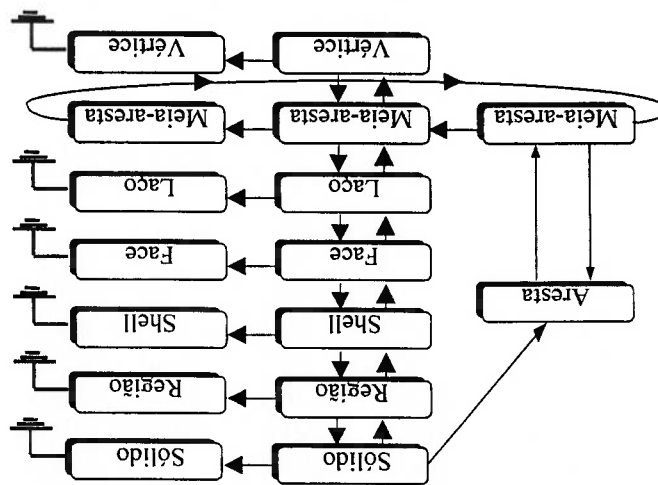 Sólido Sólido
Região Região
Shell Shell
Aresta Face Face
Laço Laço
Meia-aresta Meia-aresta Meia-aresta
Vértice Vértice